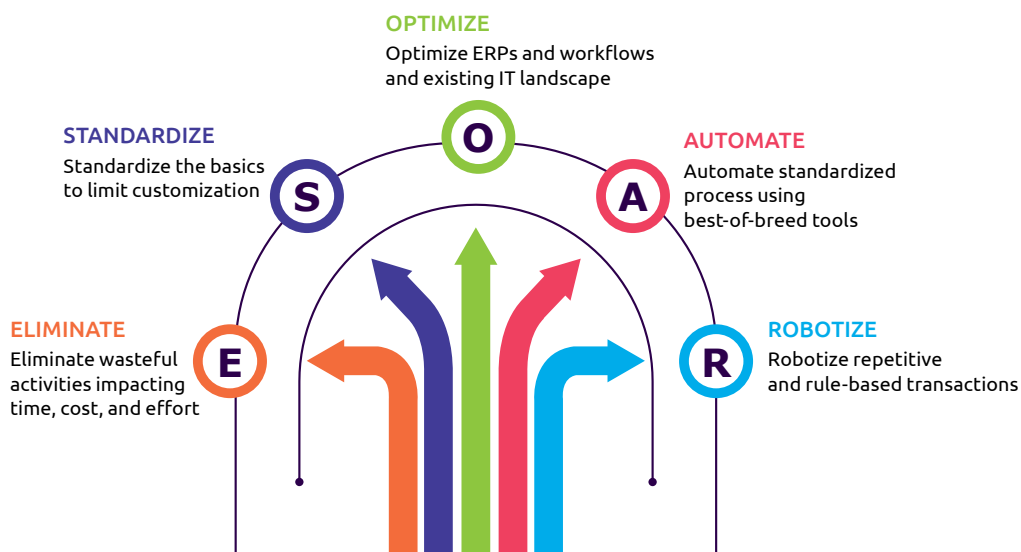 OPTIMIZE
Optimize ERPs and workflows
and existing IT landscape
O
STANDARDIZE
Standardize the basics
to limit customization
S
AUTOMATE
Automate standardized
process using
best-of-breed tools
A
ELIMINATE
Eliminate wasteful
activities impacting
time, cost, and effort
E
ROBOTIZE
Robotize repetitive
and rule-based transactions
R